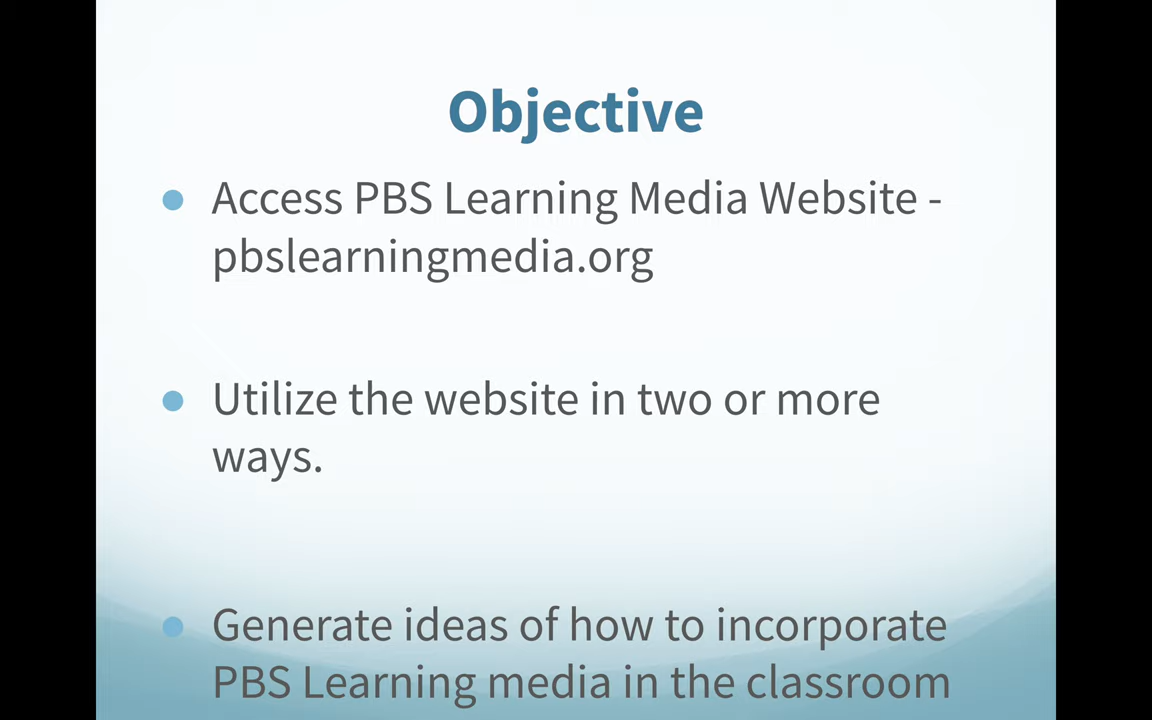 Objective
Access PBS Learning Media Website -
pbslearningmedia.org
Utilize the website in two or more
ways.
Generate ideas of how to incorporate
PBS Learning media in the classroom